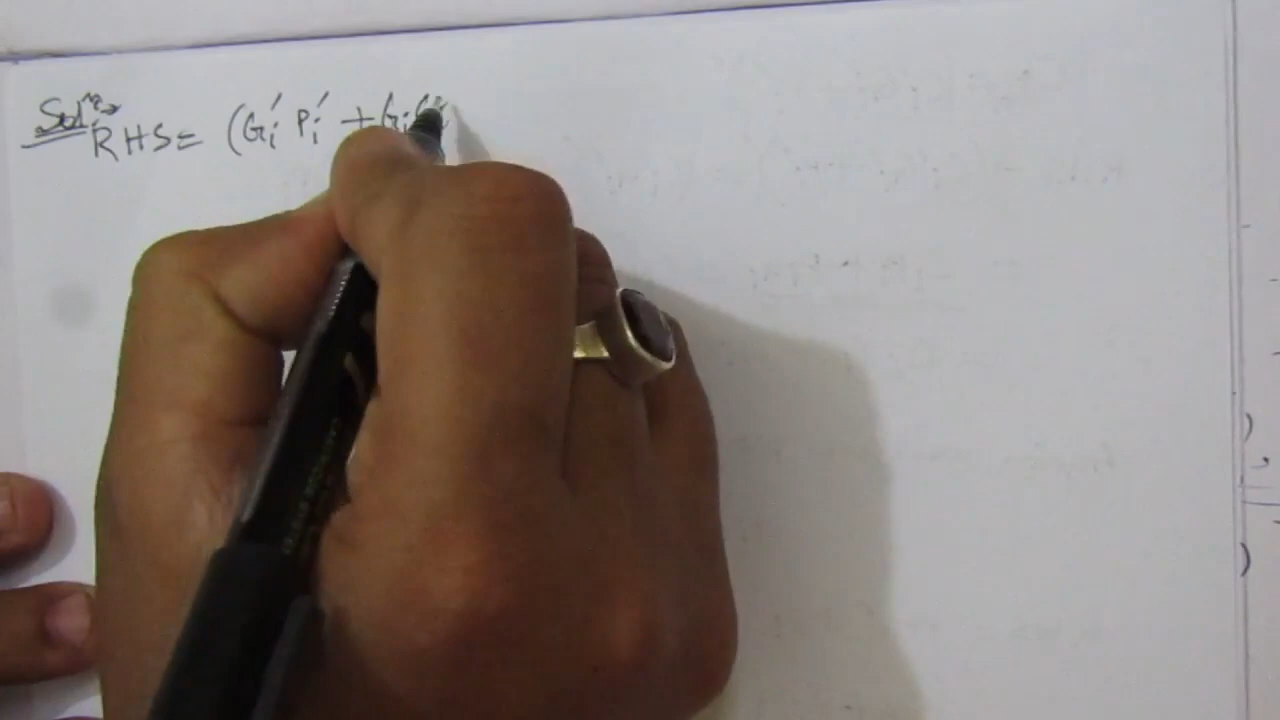 Solⁿ→
RHS = (Gi' Pi' + Gi